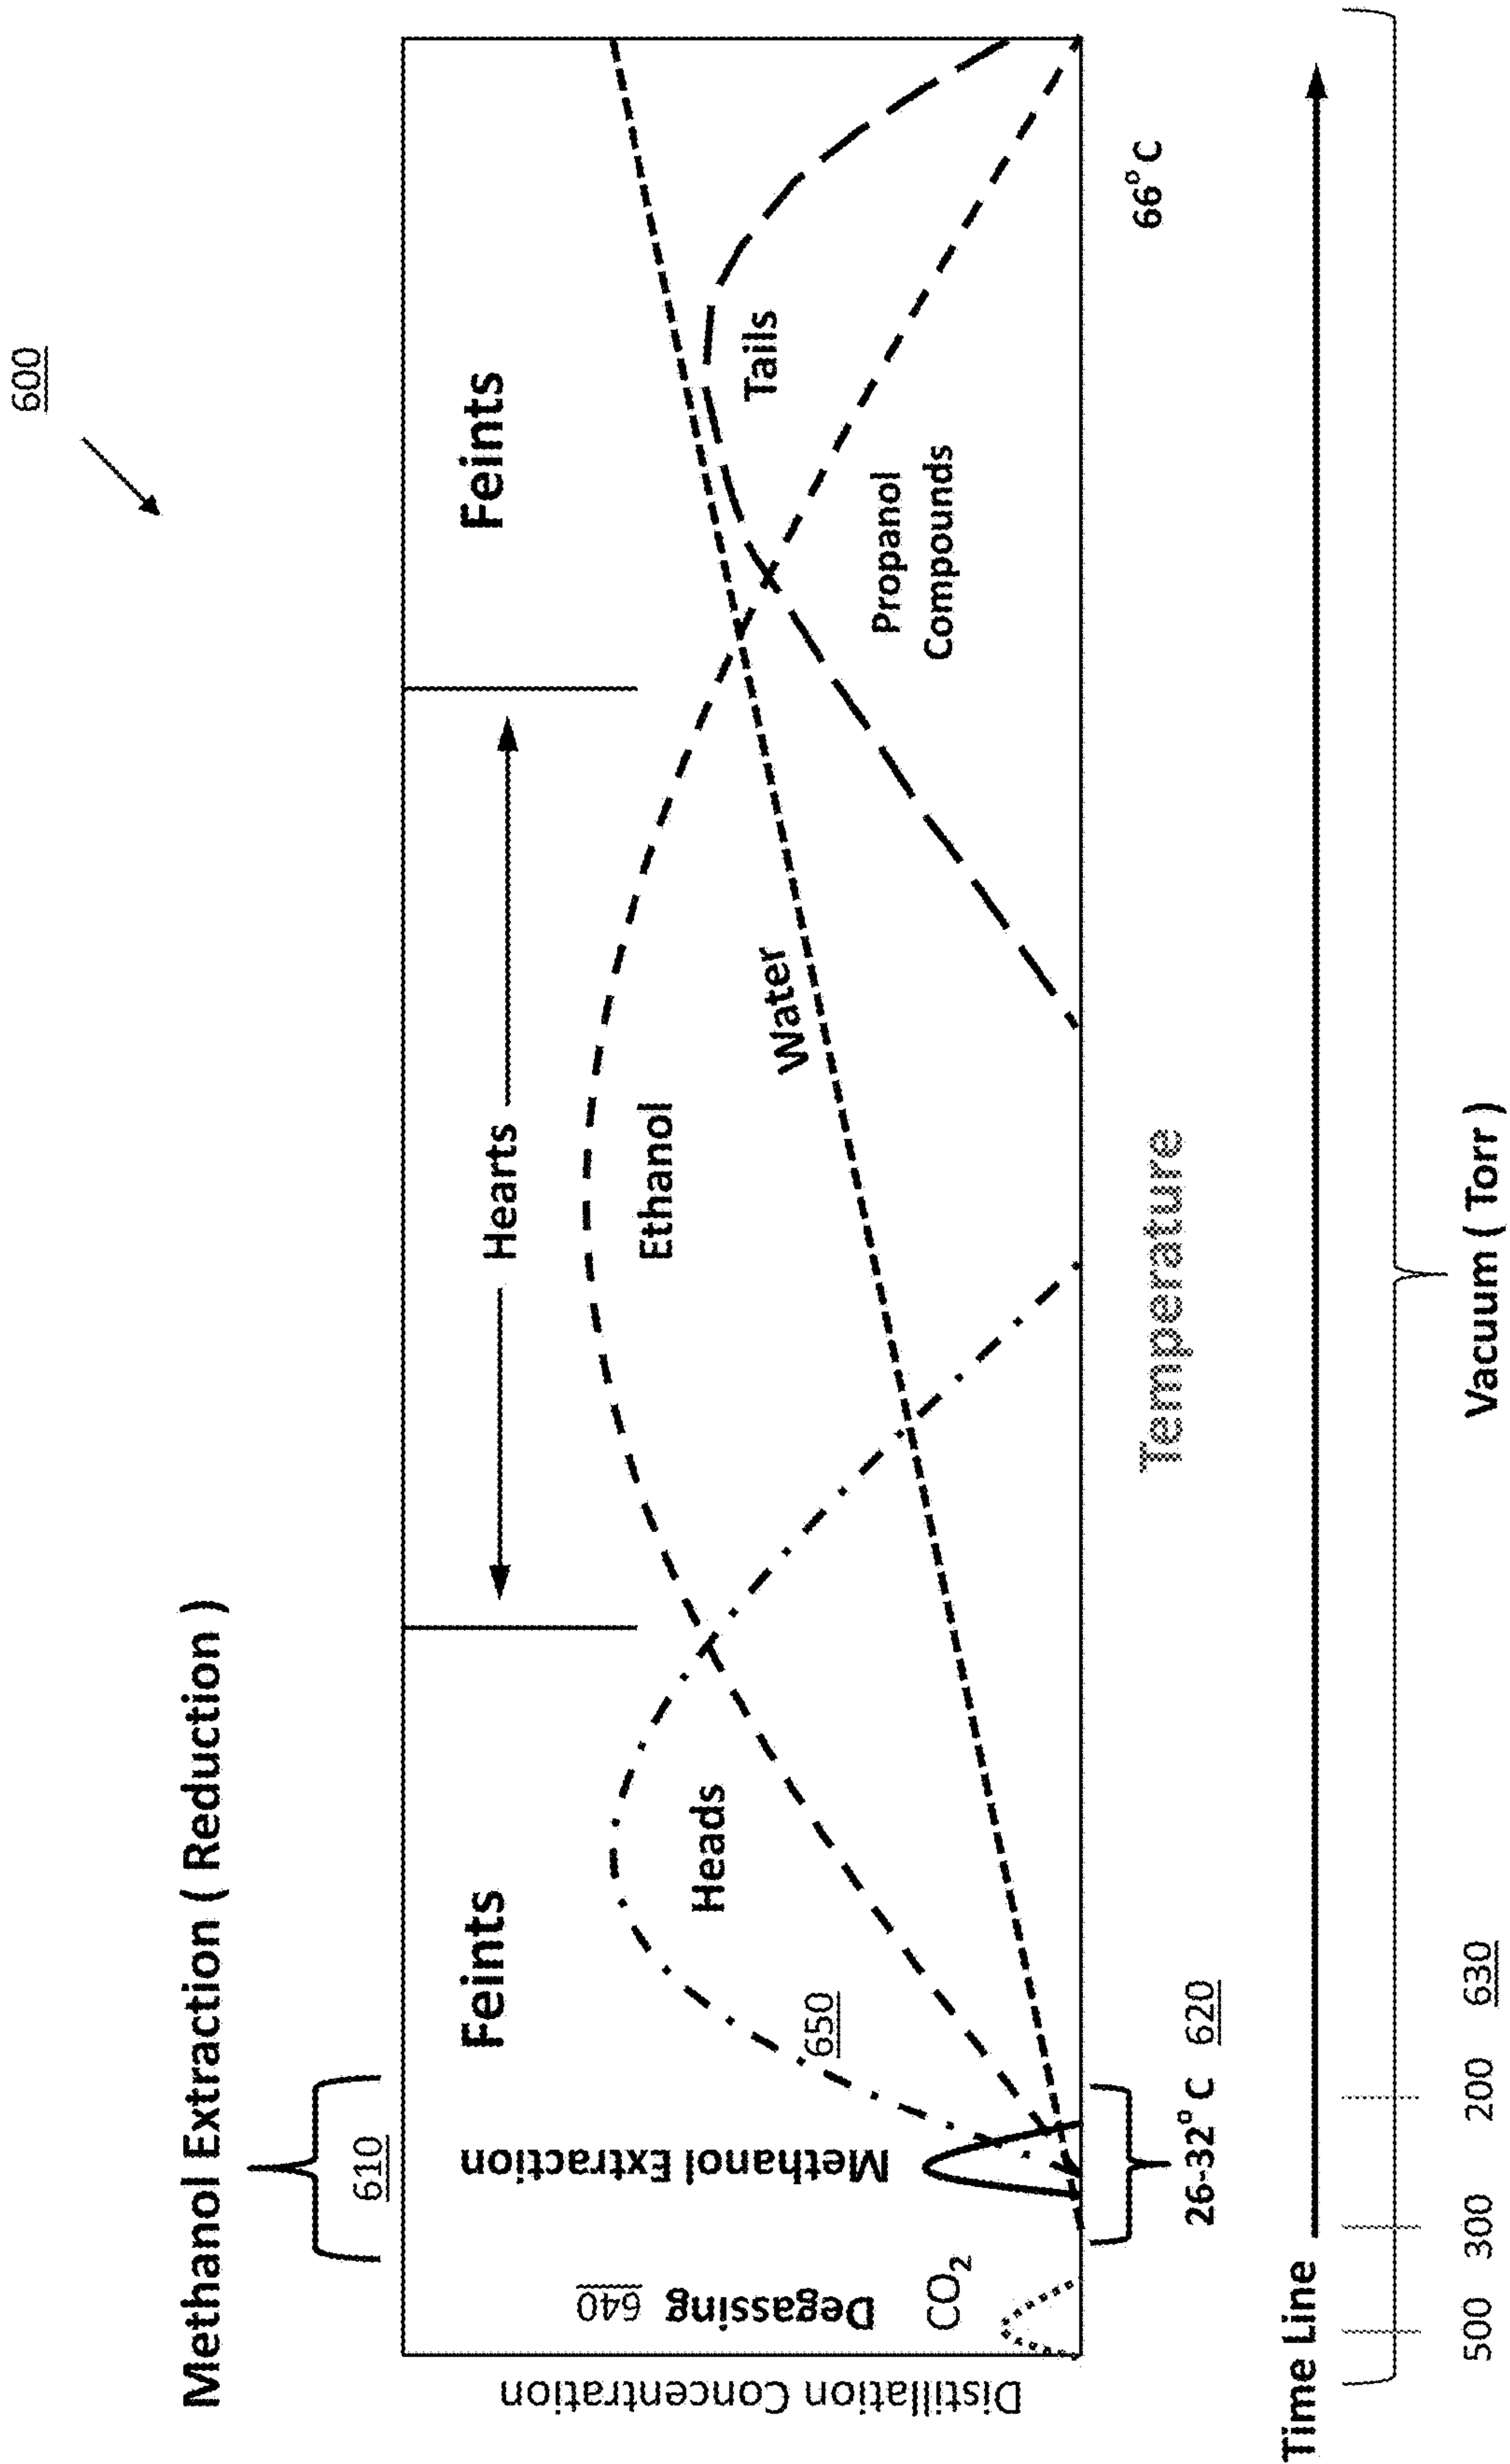 600
Methanol Extraction ( Reduction )
610
Feints
Hearts
Feints
Degassing 640
CO2
Methanol Extraction
650
Heads
Ethanol
Water
Tails
Propanol
Compounds
Distillation Concentration
26-32° C 620
Temperature
66° C
Time Line
500 300 200 630
Vacuum ( Torr )